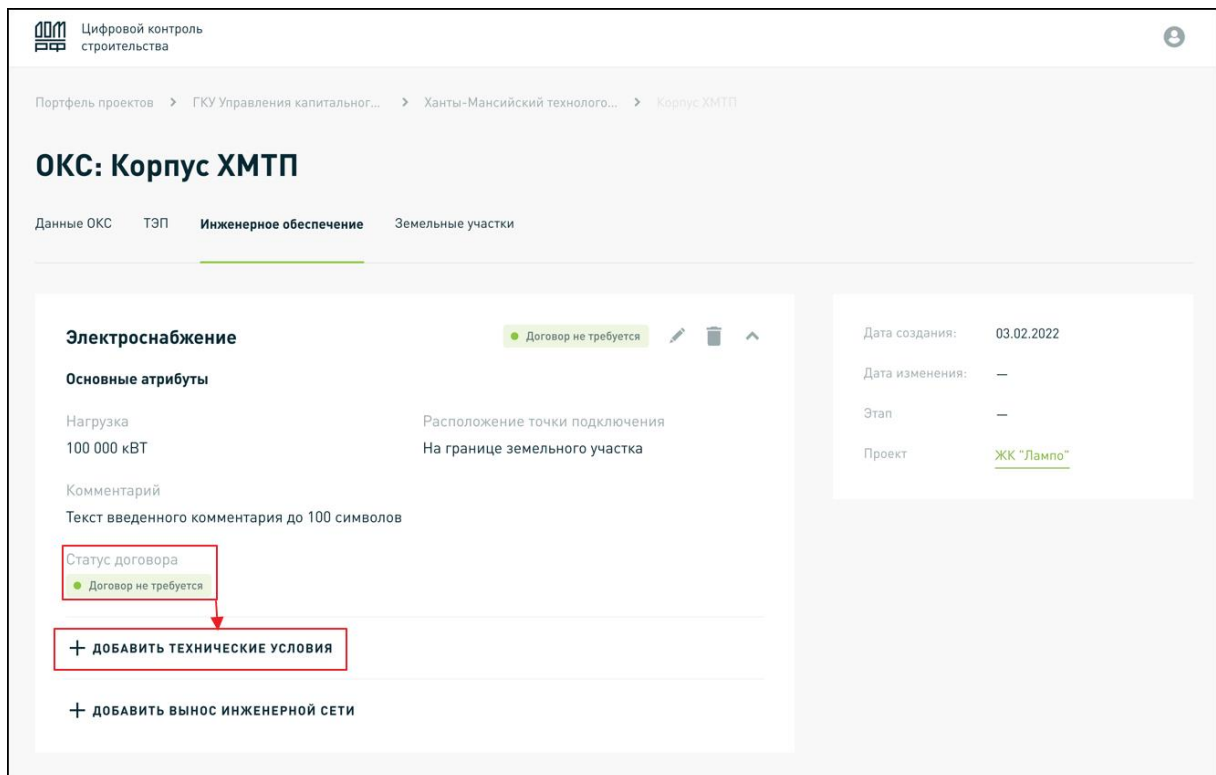 ДОМ Цифровой контроль
РФ строительства
Портфель проектов > ГКУ Управления капитальног... > Ханты-Мансийский технолого... > Корпус ХМТП
ОКС: Корпус ХМТП
Данные ОКС ТЭП Инженерное обеспечение Земельные участки
Электроснабжение Договор не требуется
Основные атрибуты
Нагрузка Расположение точки подключения
100 000 кВТ На границе земельного участка
Комментарий
Текст введенного комментария до 100 символов
Статус договора
Договор не требуется
+ ДОБАВИТЬ ТЕХНИЧЕСКИЕ УСЛОВИЯ
+ ДОБАВИТЬ ВЫНОС ИНЖЕНЕРНОЙ СЕТИ
Дата создания: 03.02.2022
Дата изменения: —
Этап —
Проект ЖК "Лампо"